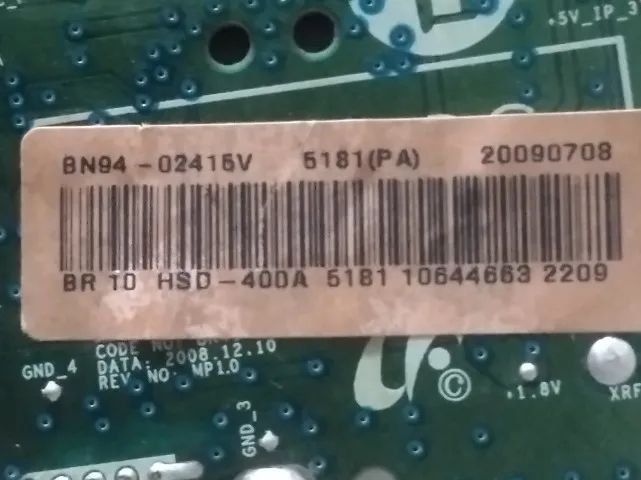 +5V_IP_3
BN94-02415V 5181(PA) 20090708
BR TO HSD-400A 5181 10644663 2209
CODE NO
DATA: 2008.12.10
REV NO. MP1.0
GND_4
GND_3
©
+1.8V
XRF